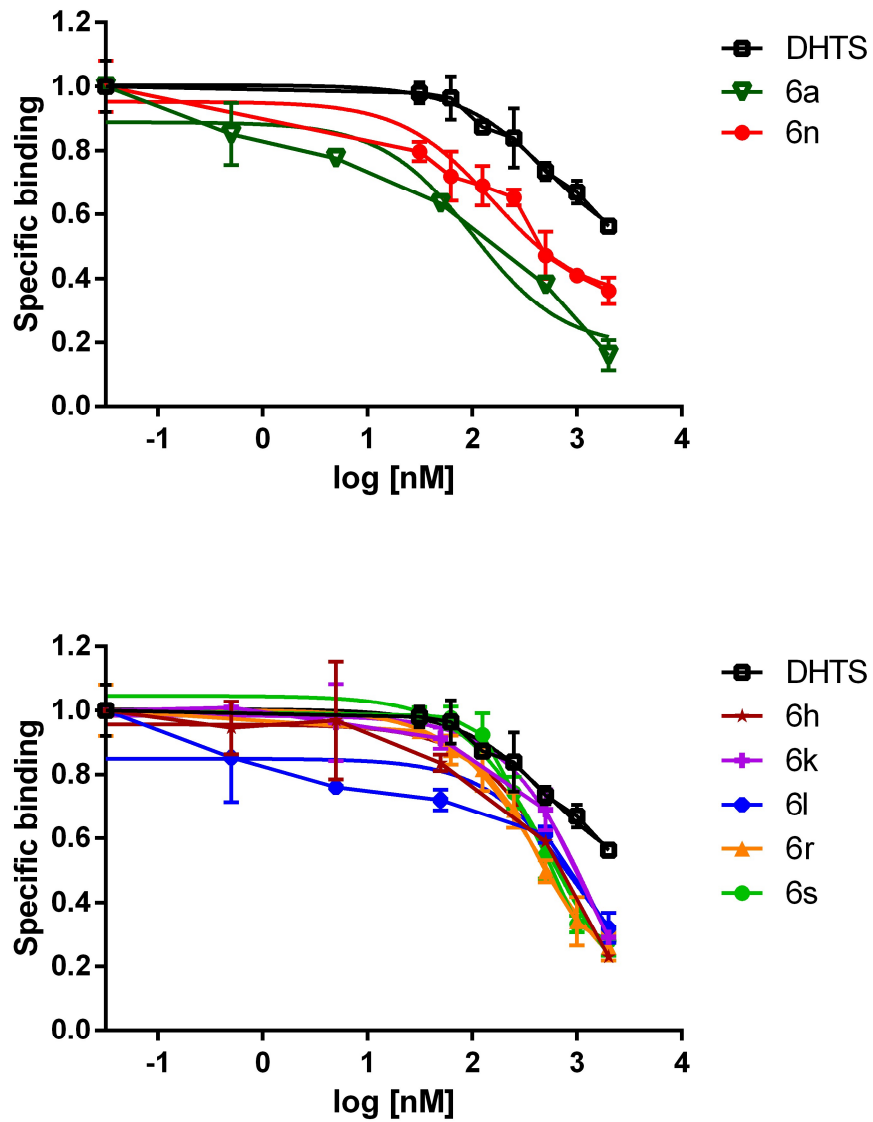 1.2
1.0
0.8
0.6
0.4
0.2
0.0
Specific binding
-1 0 1 2 3 4
log [nM]
DHTS
6a
6n
1.2
1.0
0.8
0.6
0.4
0.2
0.0
Specific binding
-1 0 1 2 3 4
log [nM]
DHTS
6h
6k
6l
6r
6s